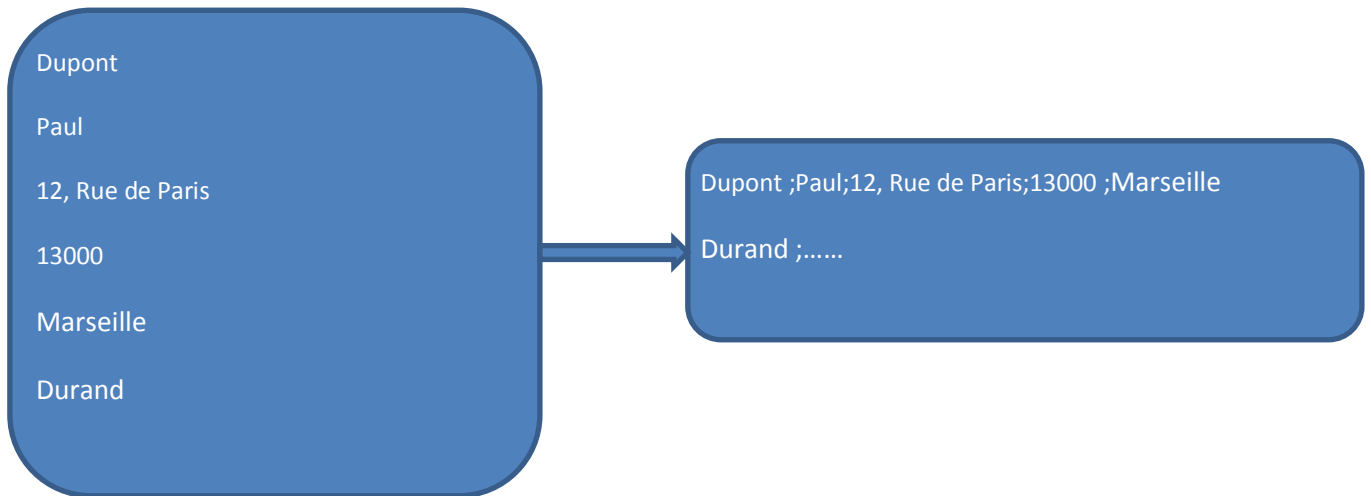 Dupont
Paul
12, Rue de Paris
13000
Marseille
Durand
Dupont ;Paul;12, Rue de Paris;13000 ;Marseille
Durand ;……